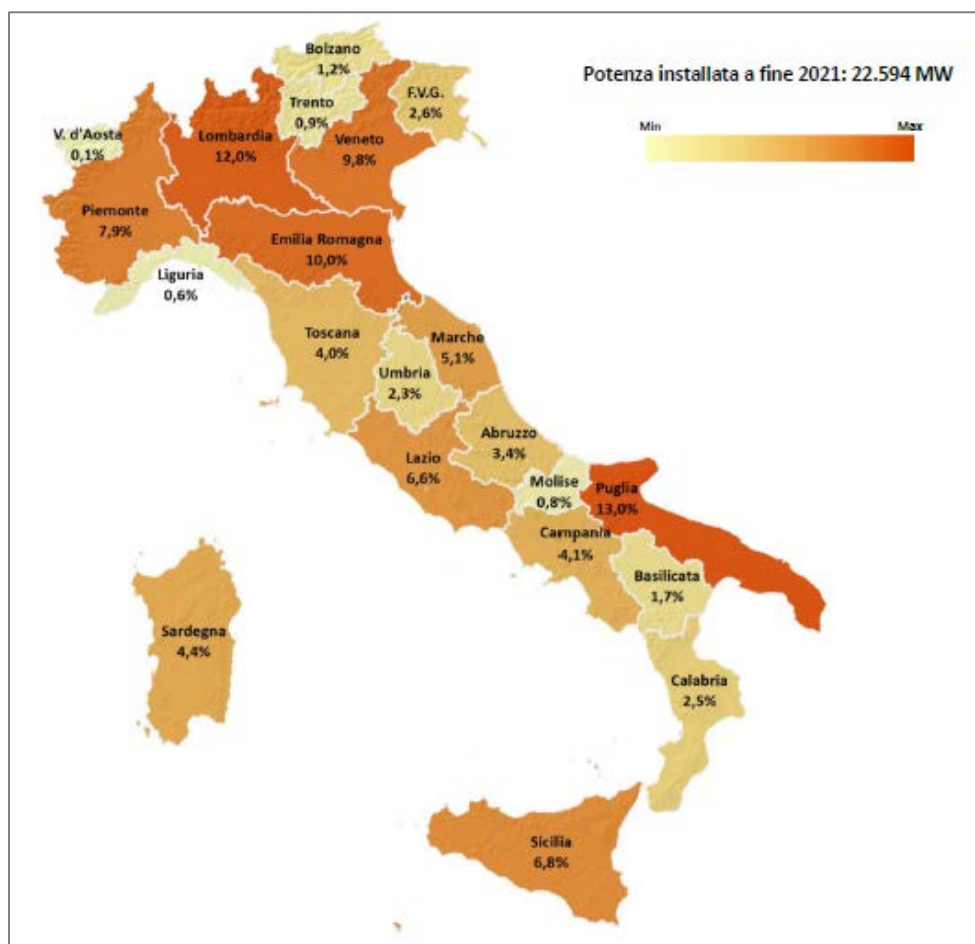 Potenza installata a fine 2021: 22.594 MW
Min
Max
Bolzano
1,2%
Trento
0,9%
F.V.G.
2,6%
V. d'Aosta
0,1%
Lombardia
12,0%
Veneto
9,8%
Piemonte
7,9%
Emilia Romagna
10,0%
Liguria
0,6%
Toscana
4,0%
Marche
5,1%
Umbria
2,3%
Abruzzo
3,4%
Lazio
6,6%
Moliise
0,8%
Puglia
13,0%
Campania
4,1%
Basilicata
1,7%
Sardegna
4,4%
Calabria
2,5%
Sicilia
6,8%